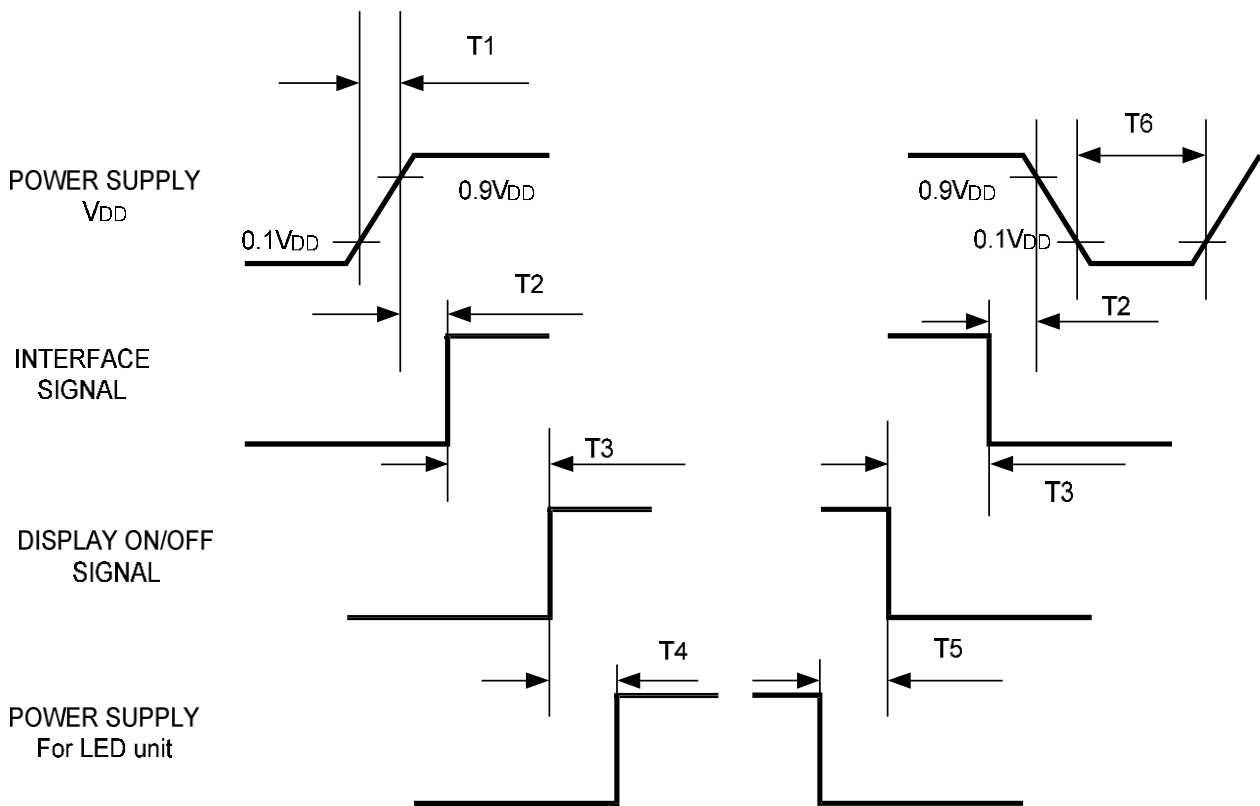 T1
T6
POWER SUPPLY
VDD
0.9VDD
0.9VDD
0.1VDD
0.1VDD
T2
T2
INTERFACE
SIGNAL
T3
T3
DISPLAY ON/OFF
SIGNAL
T4
T5
POWER SUPPLY
For LED unit